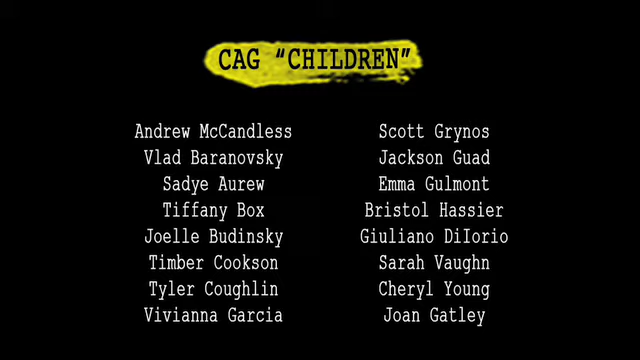 CAG “CHILDREN”
Andrew McCandless
Vlad Baranovsky
Sadye Aurew
Tiffany Box
Joelle Budinsky
Timber Cookson
Tyler Coughlin
Vivianna Garcia
Scott Grynos
Jackson Guad
Emma Gulmont
Bristol Hassier
Giuliano DiIorio
Sarah Vaughn
Cheryl Young
Joan Gatley